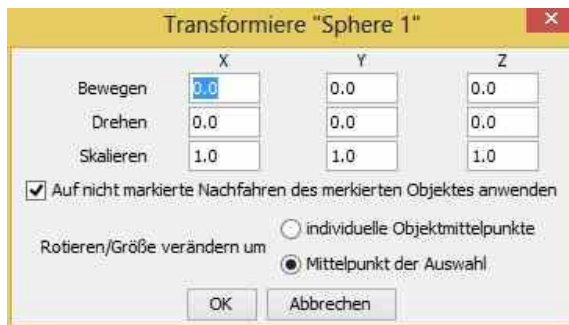 Transformiere "Sphere 1"
X Y Z
Bewegen 0.0 0.0 0.0
Drehen 0.0 0.0 0.0
Skalieren 1.0 1.0 1.0
Auf nicht markierte Nachfahren des merkierten Objektes anwenden
individuelle Objektmittelpunkte
Rotieren/Größe verändern um
Mittelpunkt der Auswahl
OK Abbrechen